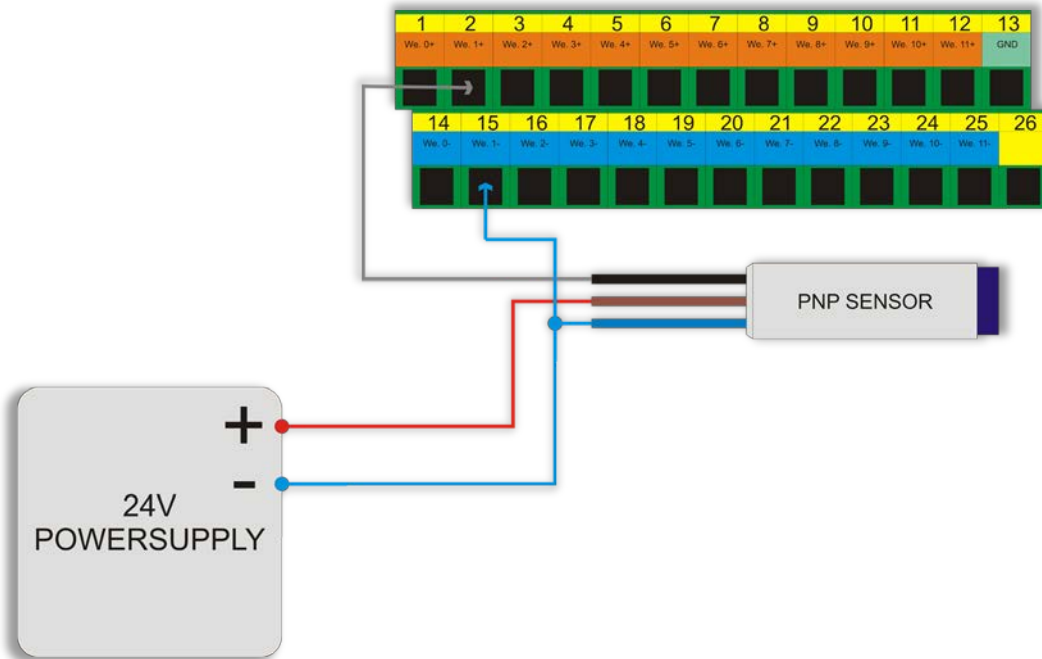 1 2 3 4 5 6 7 8 9 10 11 12 13
We. 0+ We. 1+ We. 2+ We. 3+ We. 4+ We. 5+ We. 6+ We. 7+ We. 8+ We. 9+ We. 10+ We. 11+ GND
14 15 16 17 18 19 20 21 22 23 24 25 26
We. 0- We. 1- We. 2- We. 3- We. 4- We. 5- We. 6- We. 7- We. 8- We. 9- We. 10- We. 11-
PNP SENSOR
+
-
24V
POWERSUPPLY